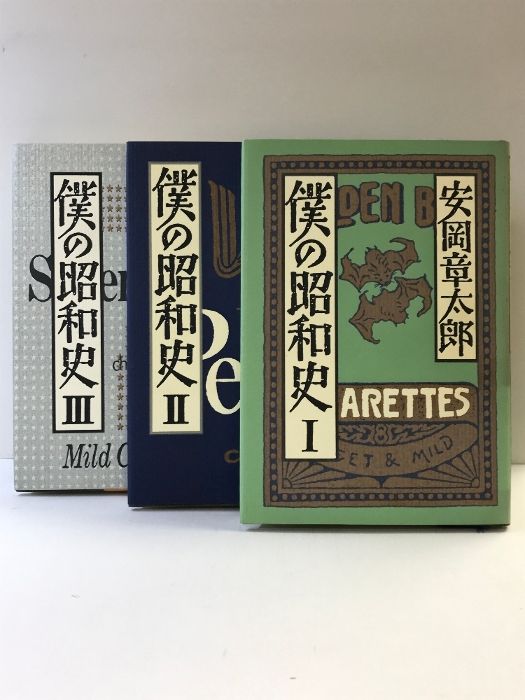 安岡章太郎
僕の昭和史 I
DEN B
ARETTES
& MILD
僕の昭和史 II
Pe
僕の昭和史 III
S
Mild